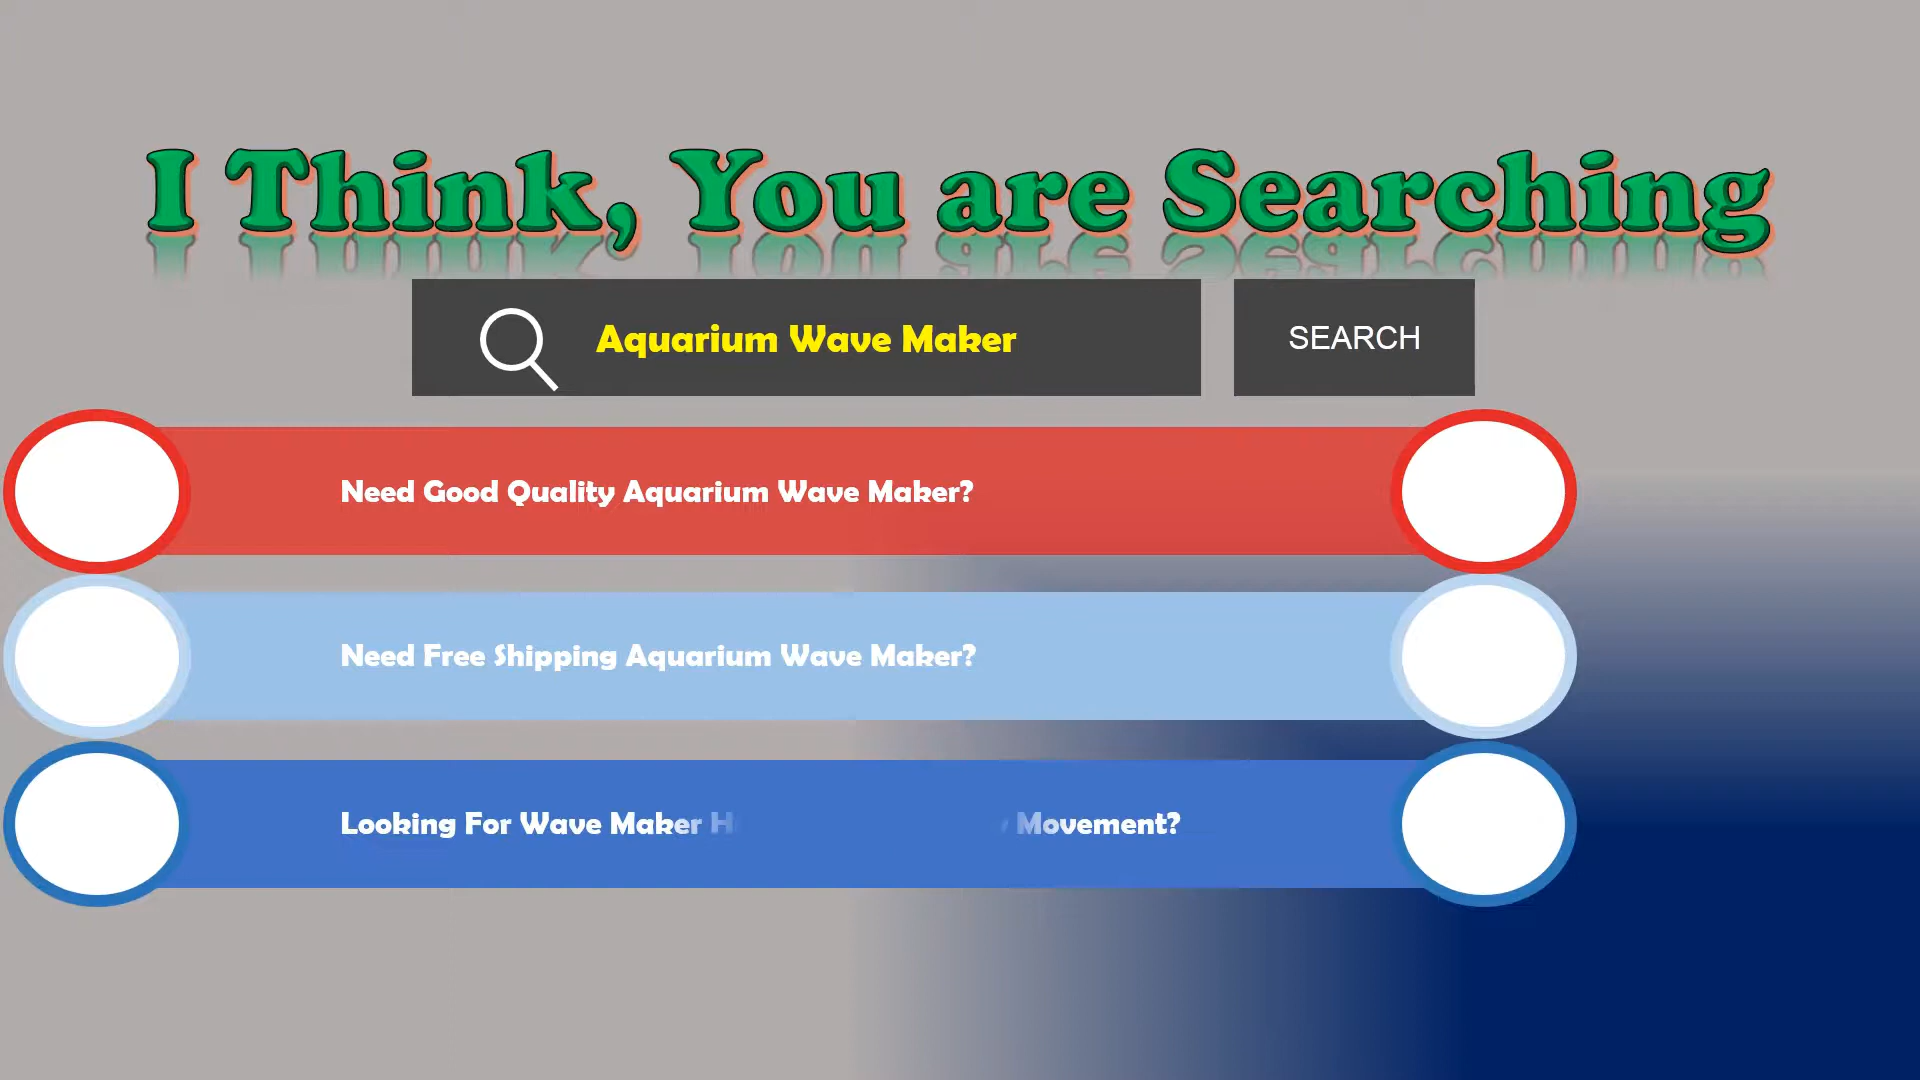 I Think, You are Searching
Aquarium Wave Maker
SEARCH
Need Good Quality Aquarium Wave Maker?
Need Free Shipping Aquarium Wave Maker?
Looking For Wave Maker Movement?